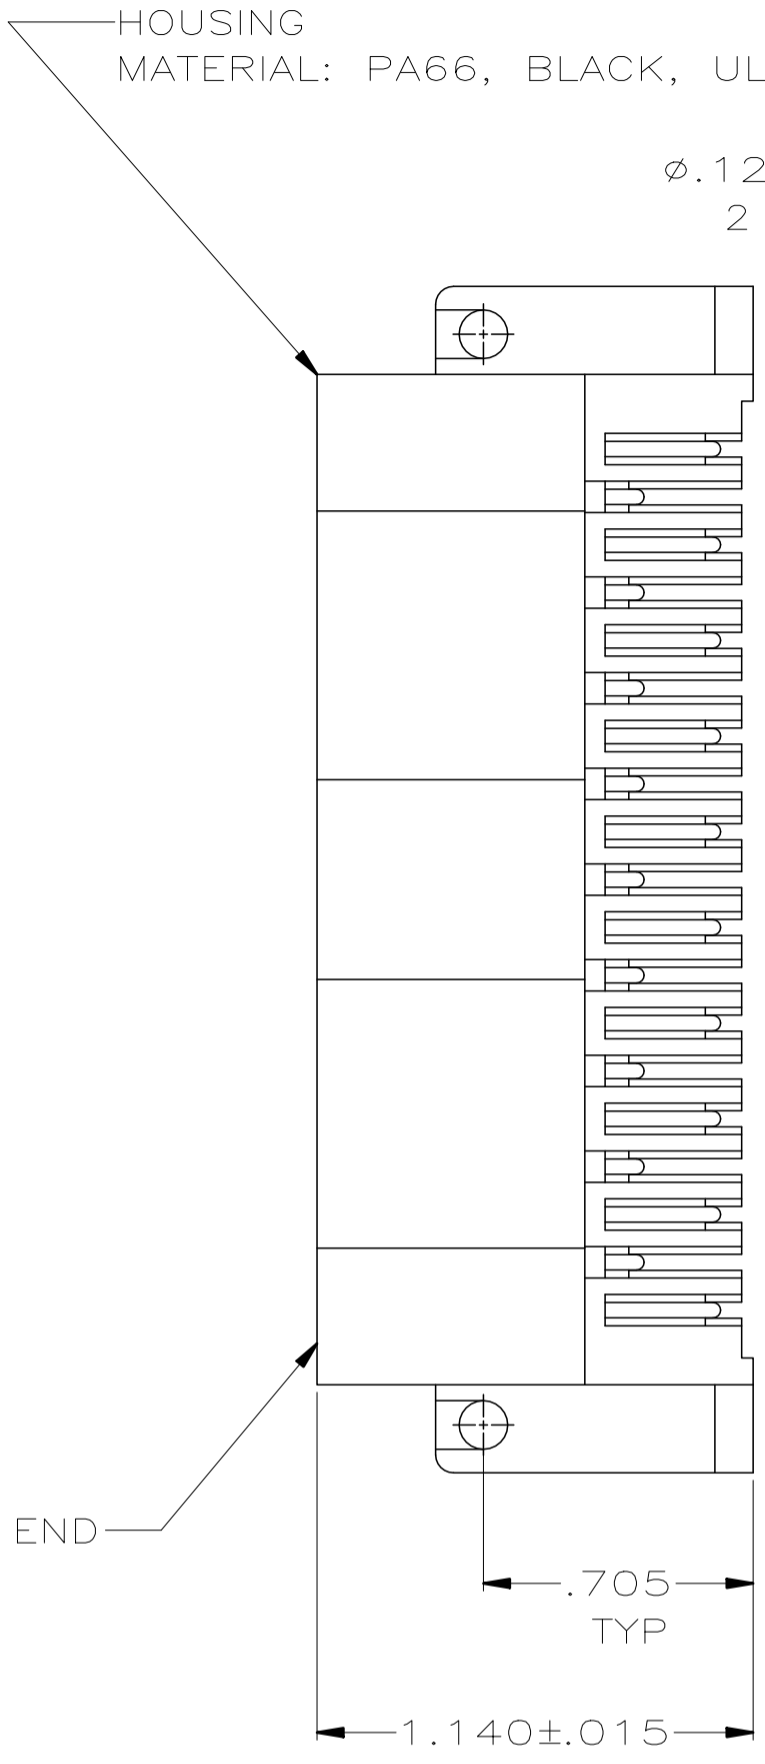 HOUSING
MATERIAL: PA66, BLACK, UL
⌀.12
2
END
.705
TYP
1.140±.015